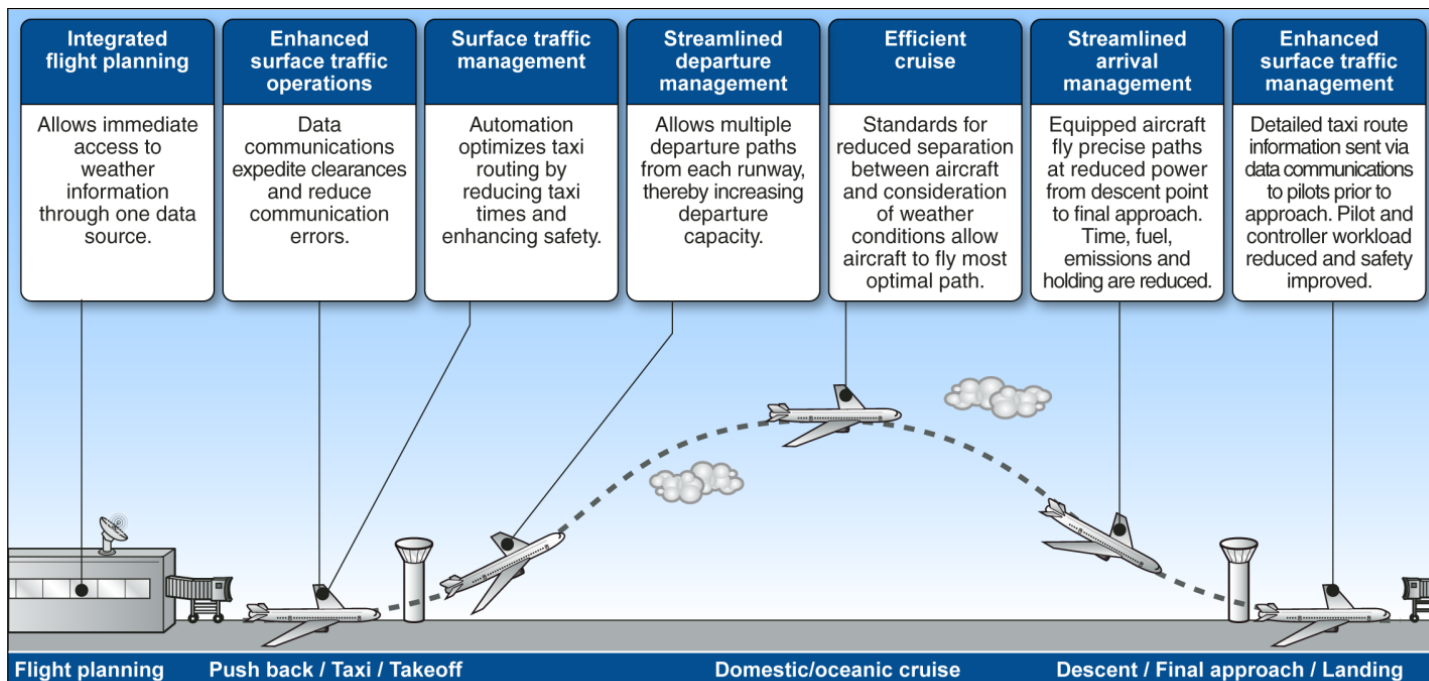 Integrated
flight planning
Allows immediate
access to
weather
information
through one data
source.
Enhanced
surface traffic
operations
Data
communications
expedite clearances
and reduce
communication
errors.
Surface traffic
management
Automation
optimizes taxi
routing by
reducing taxi
times and
enhancing safety.
Streamlined
departure
management
Allows multiple
departure paths
from each runway,
thereby increasing
departure
capacity.
Efficient
cruise
Standards for
reduced separation
between aircraft
and consideration
of weather
conditions allow
aircraft to fly most
optimal path.
Streamlined
arrival
management
Equipped aircraft
fly precise paths
at reduced power
from descent point
to final approach.
Time, fuel,
emissions and
holding are reduced.
Enhanced
surface traffic
management
Detailed taxi route
information sent via
data communications
to pilots prior to
approach. Pilot and
controller workload
reduced and safety
improved.
Flight planning
Push back / Taxi / Takeoff
Domestic/oceanic cruise
Descent / Final approach / Landing